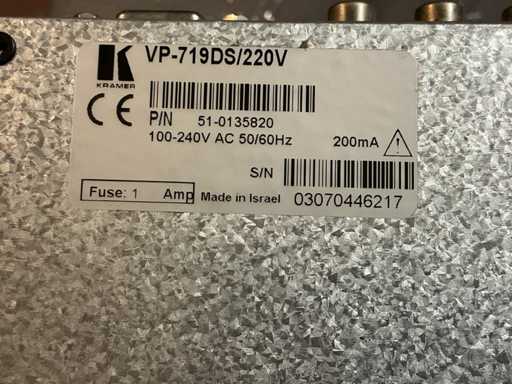 K
KRAMER
VP-719DS/220V
CE
P/N 51-0135820
100-240V AC 50/60Hz 200mA
S/N
Fuse: 1 Amp Made in Israel 03070446217